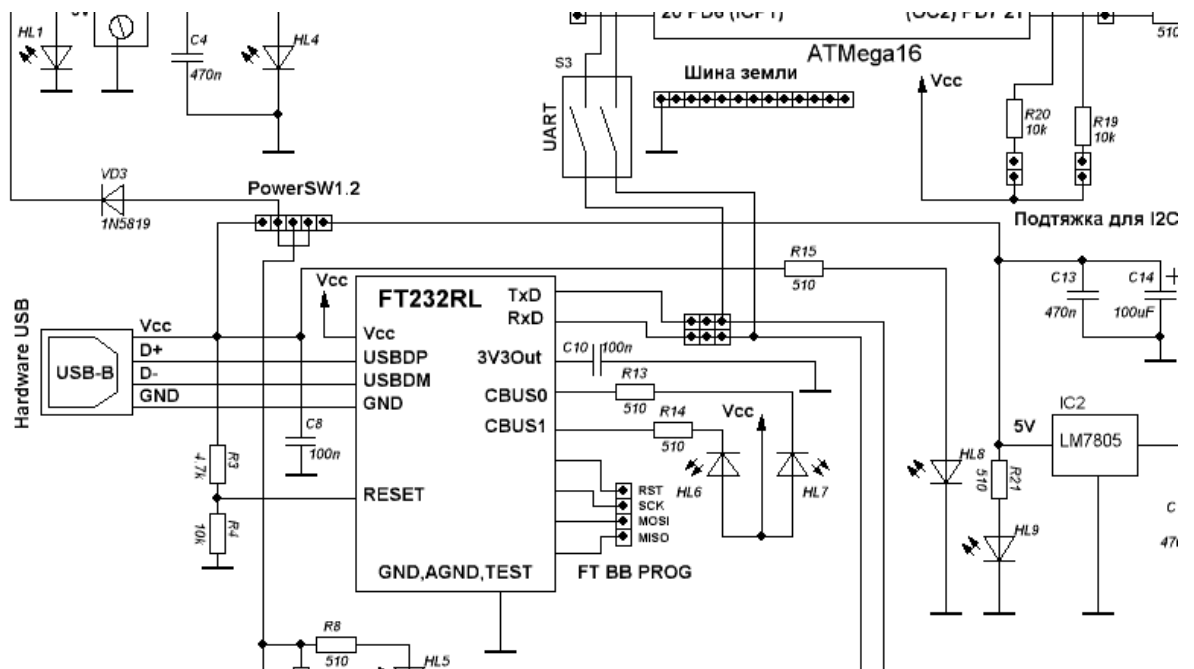 20 PD6 (ICP1)
(OC2) PD7 21
510
HL1
C4
470n
HL4
S3
ATMega16
Шина земли
Vcc
UART
R20
10k
R19
10k
VD3
1N5819
PowerSW1.2
Подтяжка для I2C
R15
510
C13
470n
C14
+
100uF
Hardware USB
USB-B
Vcc
D+
D-
GND
Vcc
FT232RL
TxD
RxD
Vcc
USBDP
3V3Out
USBDM
CBUS0
GND
CBUS1
RESET
GND,AGND,TEST
C10
100n
R13
510
R14
510
Vcc
HL6
HL7
C8
100n
R3
4.7k
R4
10k
RST
SCK
MOSI
MISO
FT BB PROG
5V
IC2
LM7805
HL8
R21
510
HL9
C
R8
510
HL5